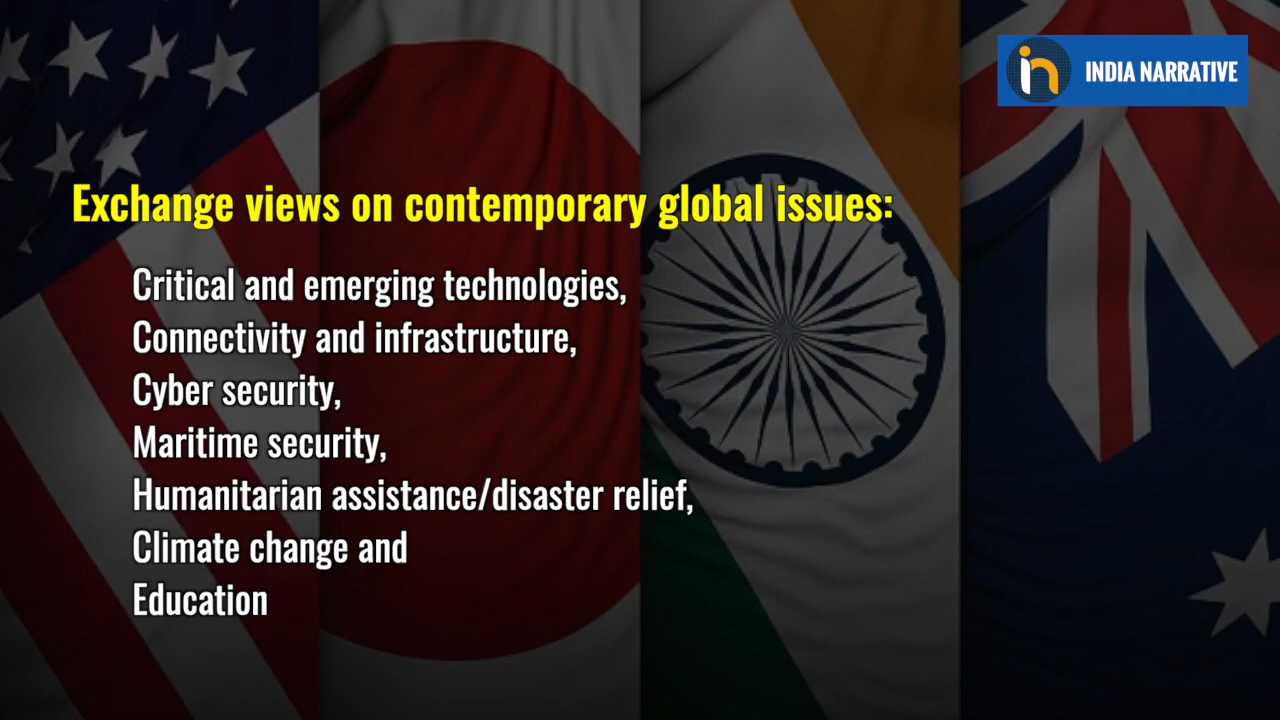 INDIA NARRATIVE
Exchange views on contemporary global issues:
Critical and emerging technologies,
Connectivity and infrastructure,
Cyber security,
Maritime security,
Humanitarian assistance/disaster relief,
Climate change and
Education